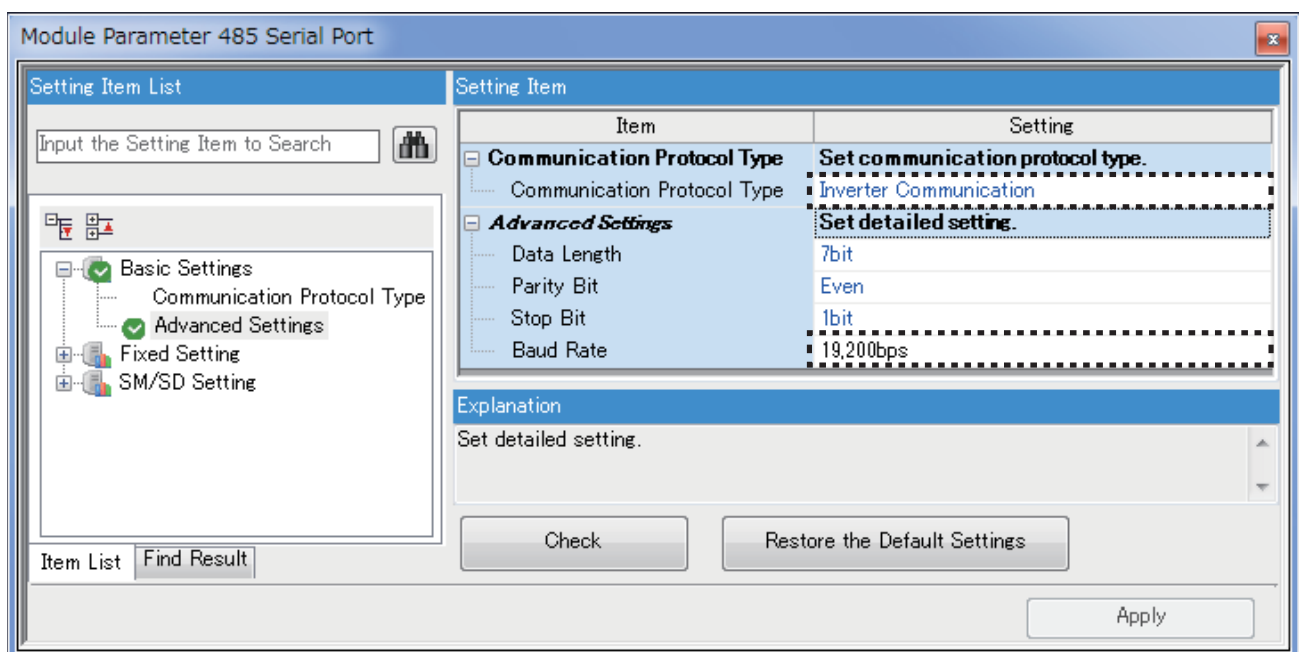 Module Parameter 485 Serial Port
Setting Item List
Input the Setting Item to Search
Basic Settings
Communication Protocol Type
Advanced Settings
Fixed Setting
SM/SD Setting
Item List
Find Result
Setting Item
Item Setting
Communication Protocol Type Set communication protocol type.
Communication Protocol Type Inverter Communication
Advanced Settings Set detailed setting.
Data Length 7bit
Parity Bit Even
Stop Bit 1bit
Baud Rate 19,200bps
Explanation
Set detailed setting.
Check
Restore the Default Settings
Apply